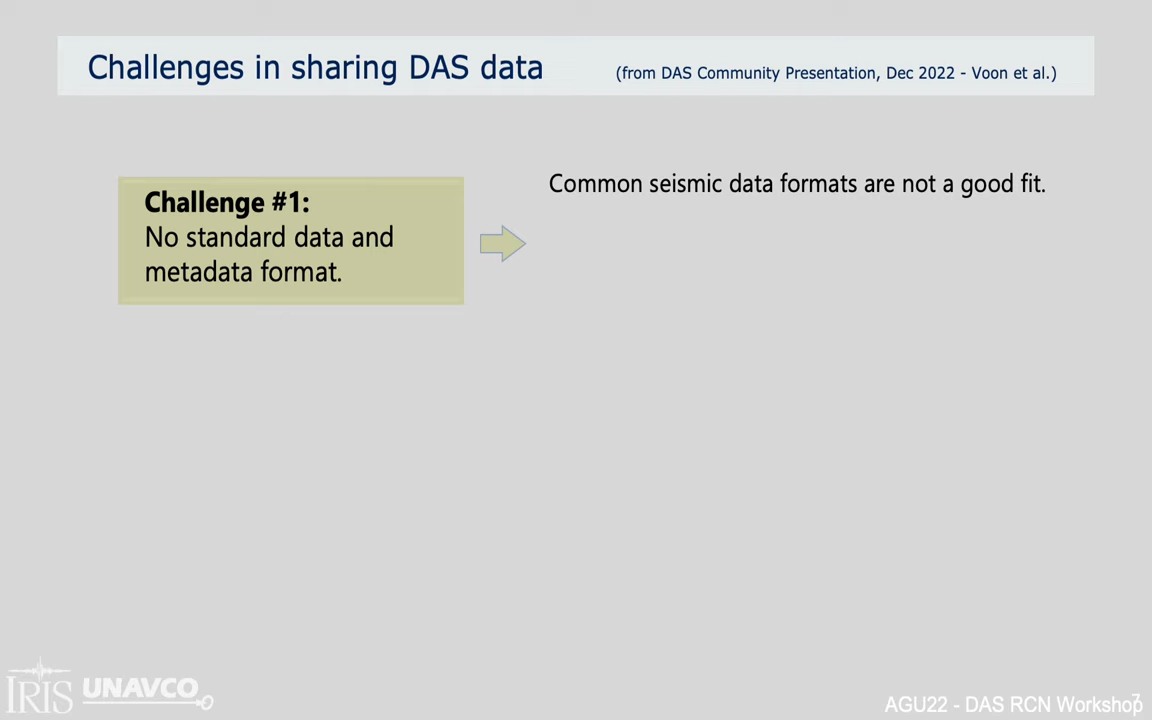 Challenges in sharing DAS data
(from DAS Community Presentation, Dec 2022 - Voon et al.)
Challenge #1:
No standard data and
metadata format.
Common seismic data formats are not a good fit.
IRIS
UNAVCO
AGU22 - DAS RCN Workshop
7